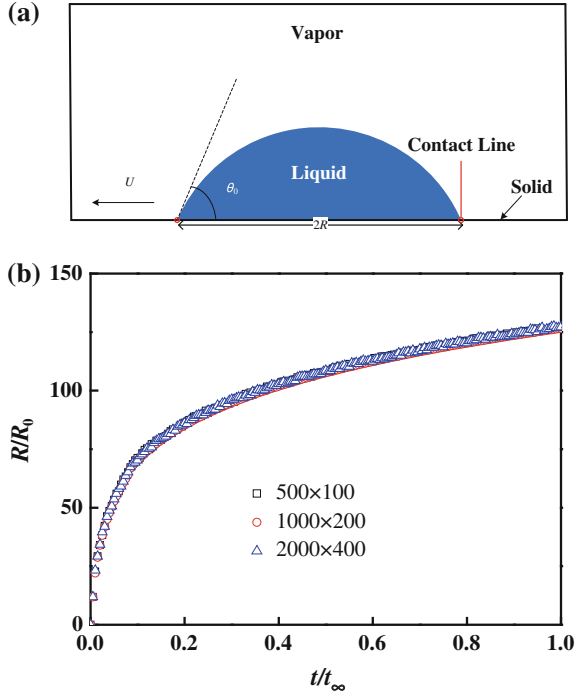 (a)
Vapor
Contact Line
Liquid
Solid
U
θ₀
2R
(b)
150
100
50
0
R/R₀
500×100
1000×200
2000×400
0.0 0.2 0.4 0.6 0.8 1.0
t/t∞